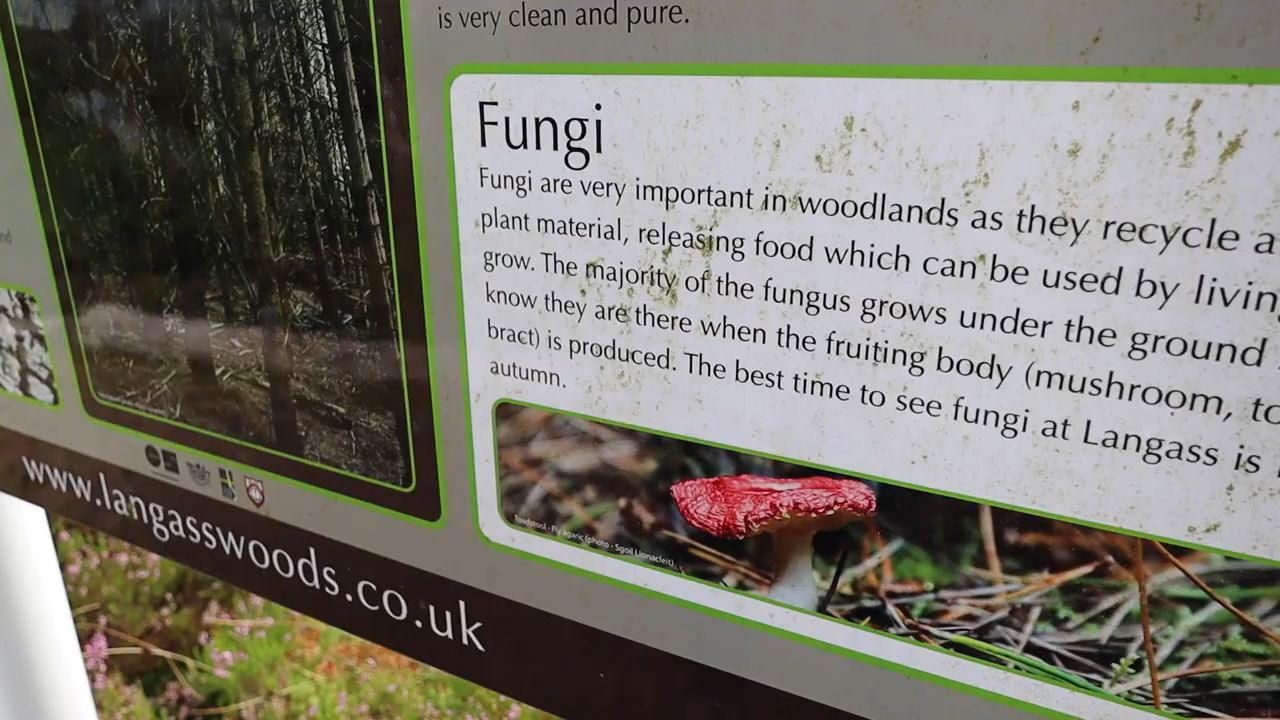 is very clean and pure.
Fungi
Fungi are very important in woodlands as they recycle a
plant material, releasing food which can be used by livin
grow. The majority of the fungus grows under the ground
know they are there when the fruiting body (mushroom, to
bract) is produced. The best time to see fungi at Langass is
autumn.
Toadstool - Fly Agaric (photo - Sgoil Lionacleit)
www.langasswoods.co.uk